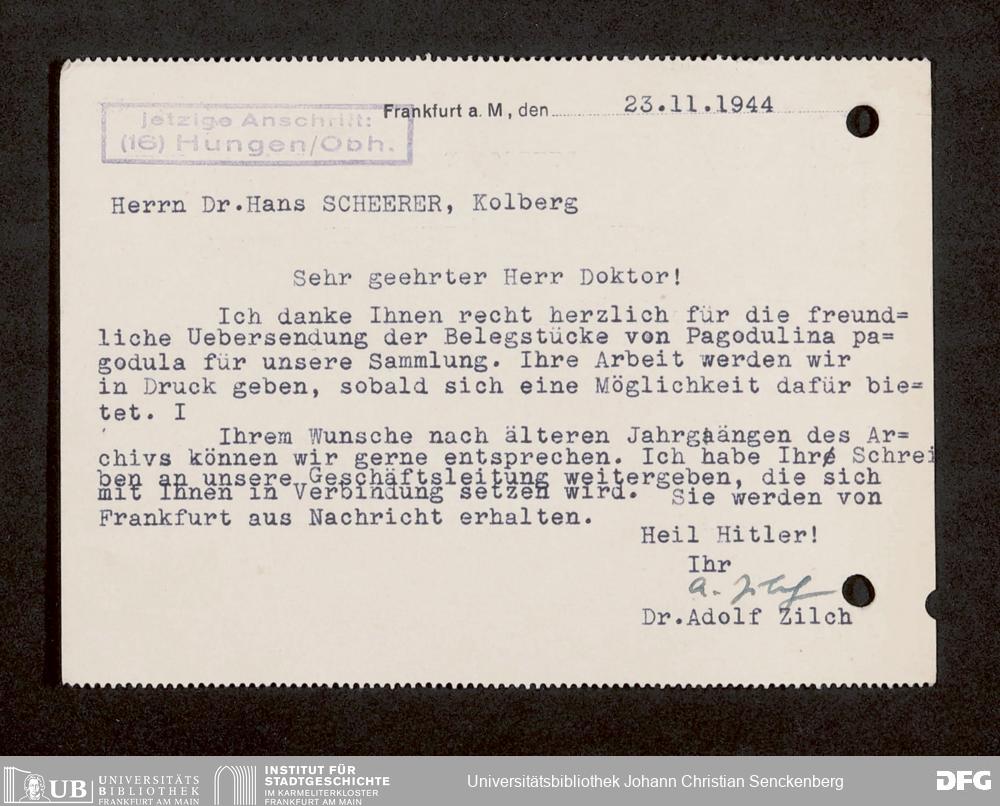 Frankfurt a. M., den 23.11.1944
jetzige Anschrift:
(16) Hungen/Obh.
Herrn Dr.Hans SCHEERER, Kolberg
Sehr geehrter Herr Doktor!
Ich danke Ihnen recht herzlich für die freund=
liche Uebersendung der Belegstücke von Pagodulina pa=
godula für unsere Sammlung. Ihre Arbeit werden wir
in Druck geben, sobald sich eine Möglichkeit dafür bie=
tet. I
Ihrem Wunsche nach älteren Jahrgängen des Ar=
chivs können wir gerne entsprechen. Ich habe Ihr Schrei
ben an unsere Geschäftsleitung weitergeben, die sich
mit Ihnen in Verbindung setzen wird. Sie werden von
Frankfurt aus Nachricht erhalten.
Heil Hitler!
Ihr
A. Zilch
Dr.Adolf Zilch
UB UNIVERSITÄTS
BIBLIOTHEK
FRANKFURT AM MAIN
INSTITUT FÜR
STADTGESCHICHTE
IM KARMELITERKLOSTER
FRANKFURT AM MAIN
Universitätsbibliothek Johann Christian Senckenberg
DFG